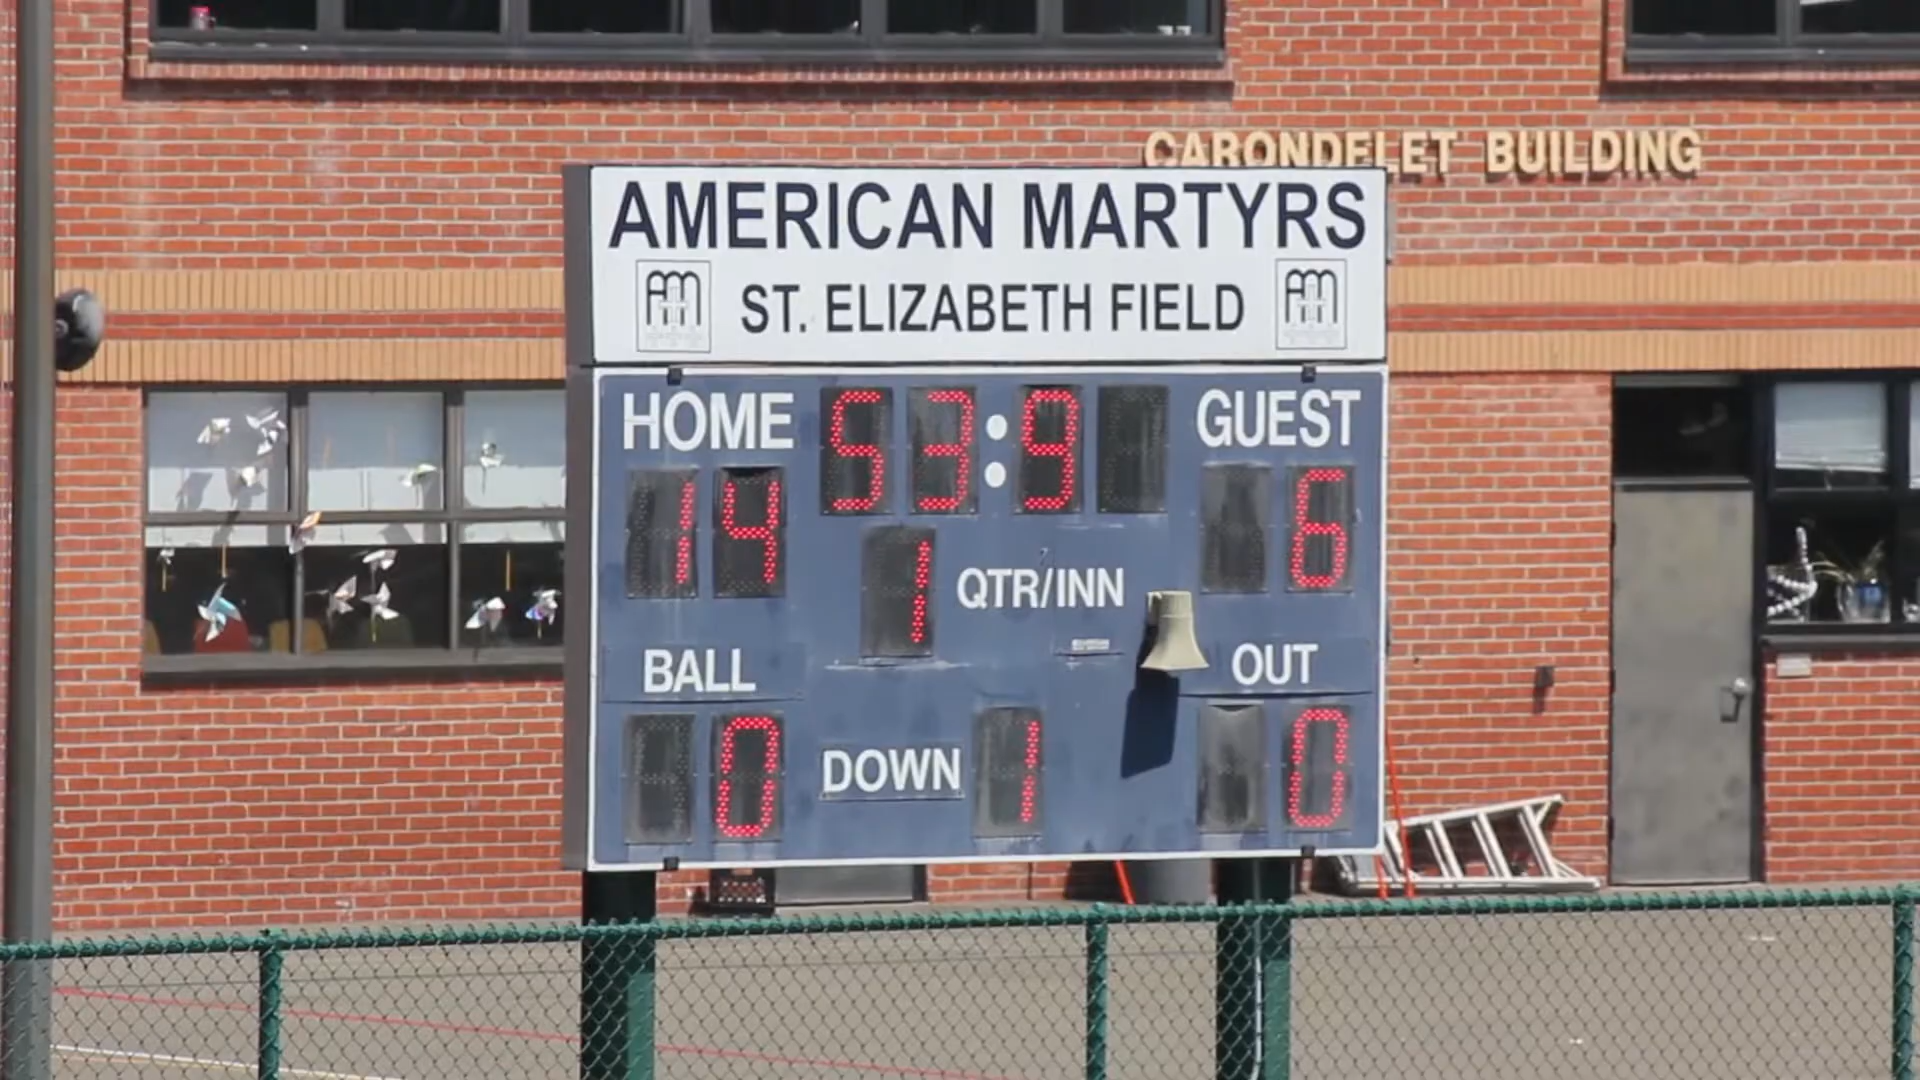 CARONDELET BUILDING
AMERICAN MARTYRS
ST. ELIZABETH FIELD
HOME 53:9 GUEST
14 6
1 QTR/INN
BALL OUT
0 DOWN 1 0